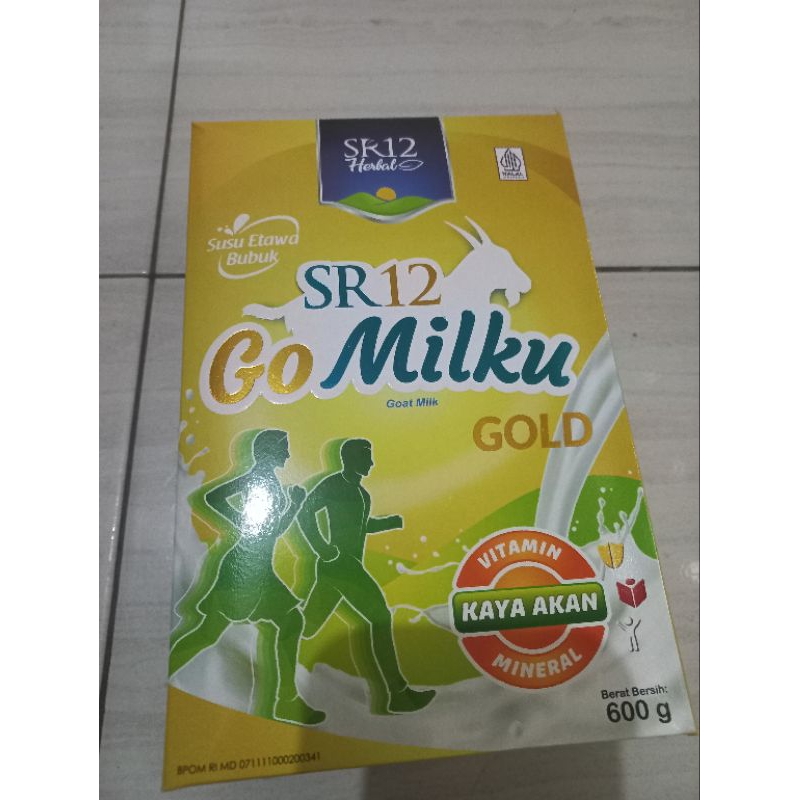 SR12
Herbal
HALAL
Susu Etawa
Bubuk
SR12
Go Milku
Goat Milk
GOLD
VITAMIN
KAYA AKAN
MINERAL
Berat Bersih:
600 g
BPOM RI MD 071111000200341